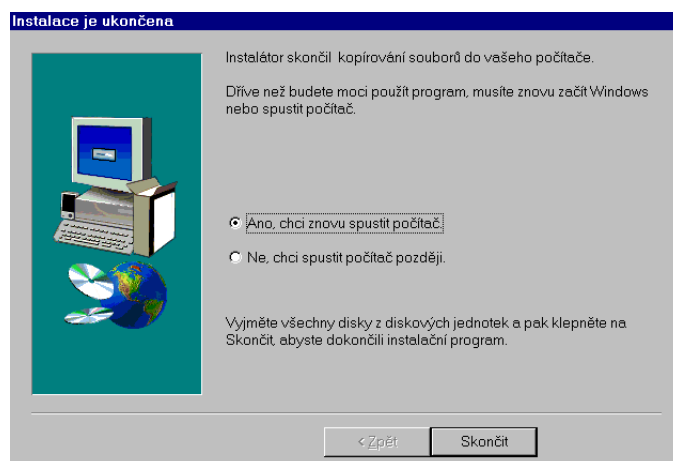 Instalace je ukončena
Instalátor skončil kopírování souborů do vašeho počítače.
Dříve než budete moci použít program, musíte znovu začít Windows
nebo spustit počítač.
Ano, chci znovu spustit počítač.
Ne, chci spustit počítač později.
Vyjměte všechny disky z diskových jednotek a pak klepněte na
Skončit, abyste dokončili instalační program.
< Zpět
Skončit